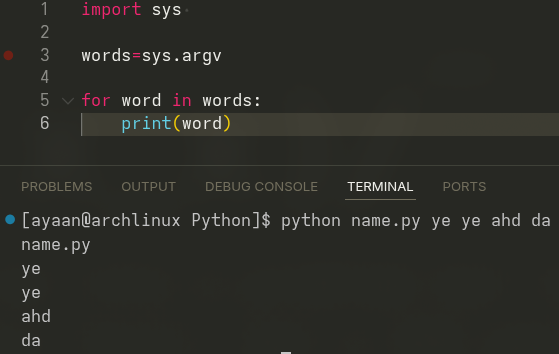 1 import sys
2
3 words=sys.argv
4
5 for word in words:
6     print(word)
PROBLEMS OUTPUT DEBUG CONSOLE TERMINAL PORTS
[ayaan@archlinux Python]$ python name.py ye ye ahd da
name.py
ye
ye
ahd
da